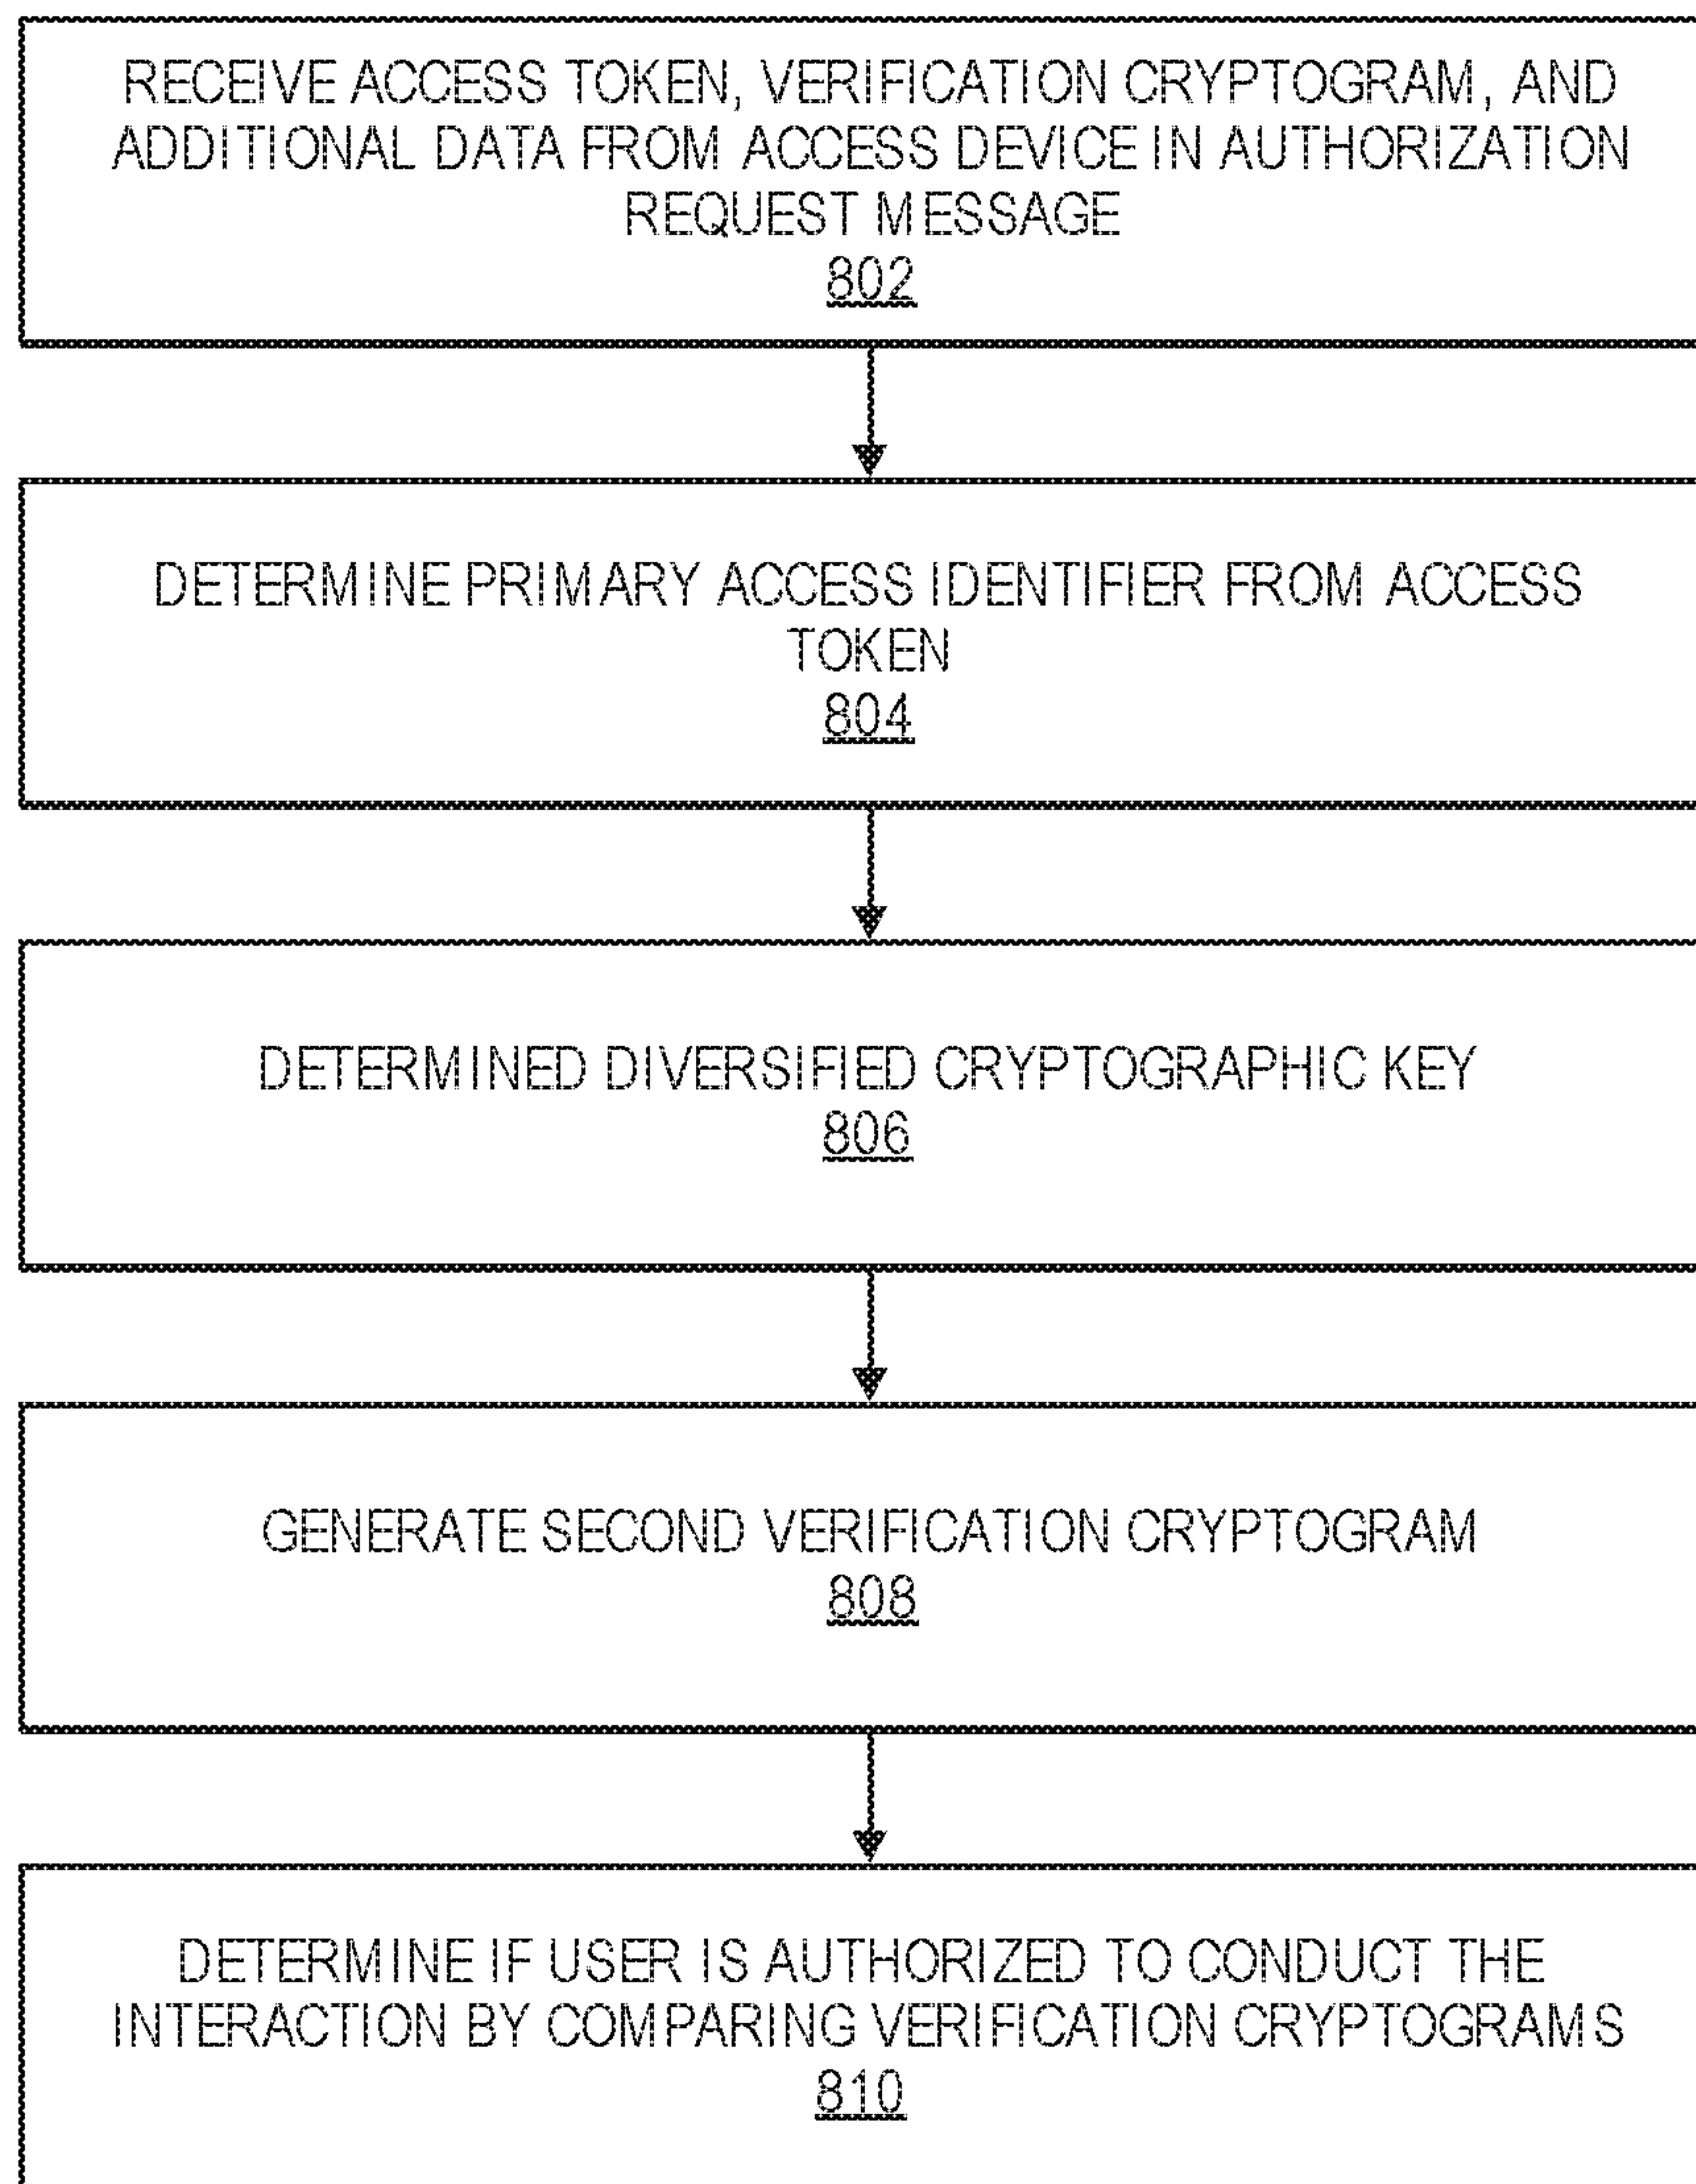 RECEIVE ACCESS TOKEN, VERIFICATION CRYPTOGRAM, AND
ADDITIONAL DATA FROM ACCESS DEVICE IN AUTHORIZATION
REQUEST MESSAGE
802
DETERMINE PRIMARY ACCESS IDENTIFIER FROM ACCESS
TOKEN
804
DETERMINED DIVERSIFIED CRYPTOGRAPHIC KEY
806
GENERATE SECOND VERIFICATION CRYPTOGRAM
808
DETERMINE IF USER IS AUTHORIZED TO CONDUCT THE
INTERACTION BY COMPARING VERIFICATION CRYPTOGRAMS
810